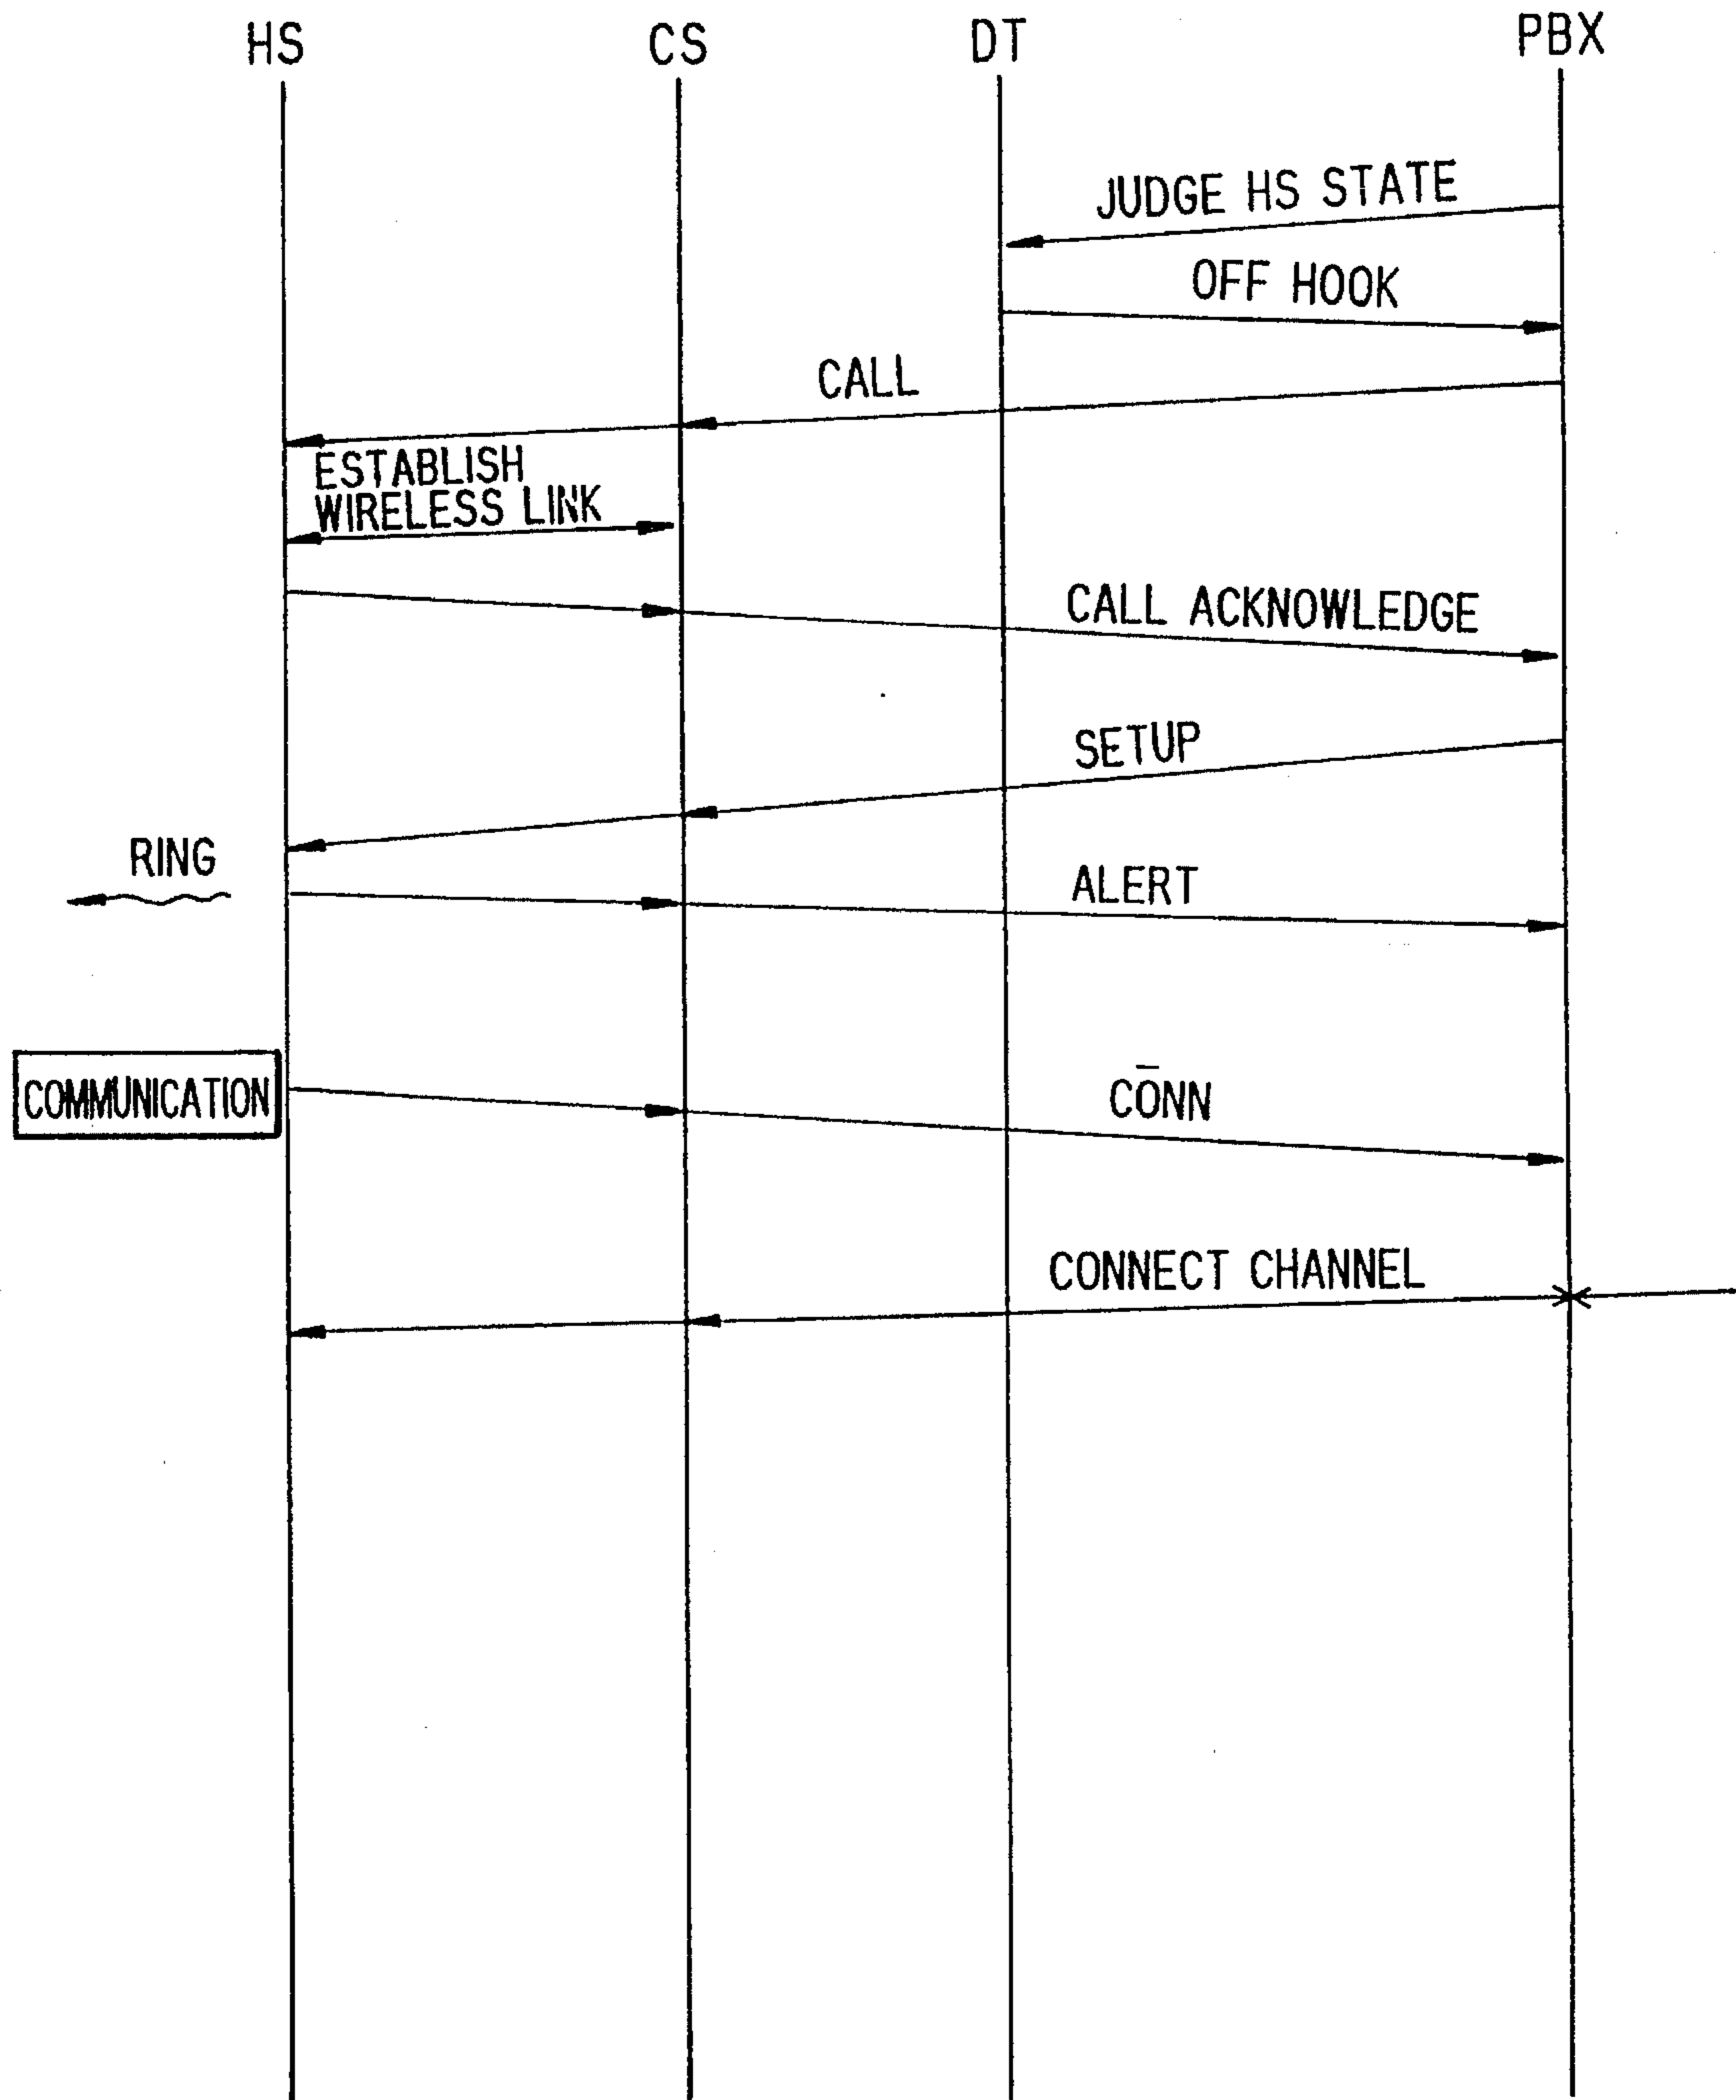 HS CS DT PBX
JUDGE HS STATE
OFF HOOK
CALL
ESTABLISH
WIRELESS LINK
CALL ACKNOWLEDGE
SETUP
RING
ALERT
COMMUNICATION
CONN
CONNECT CHANNEL